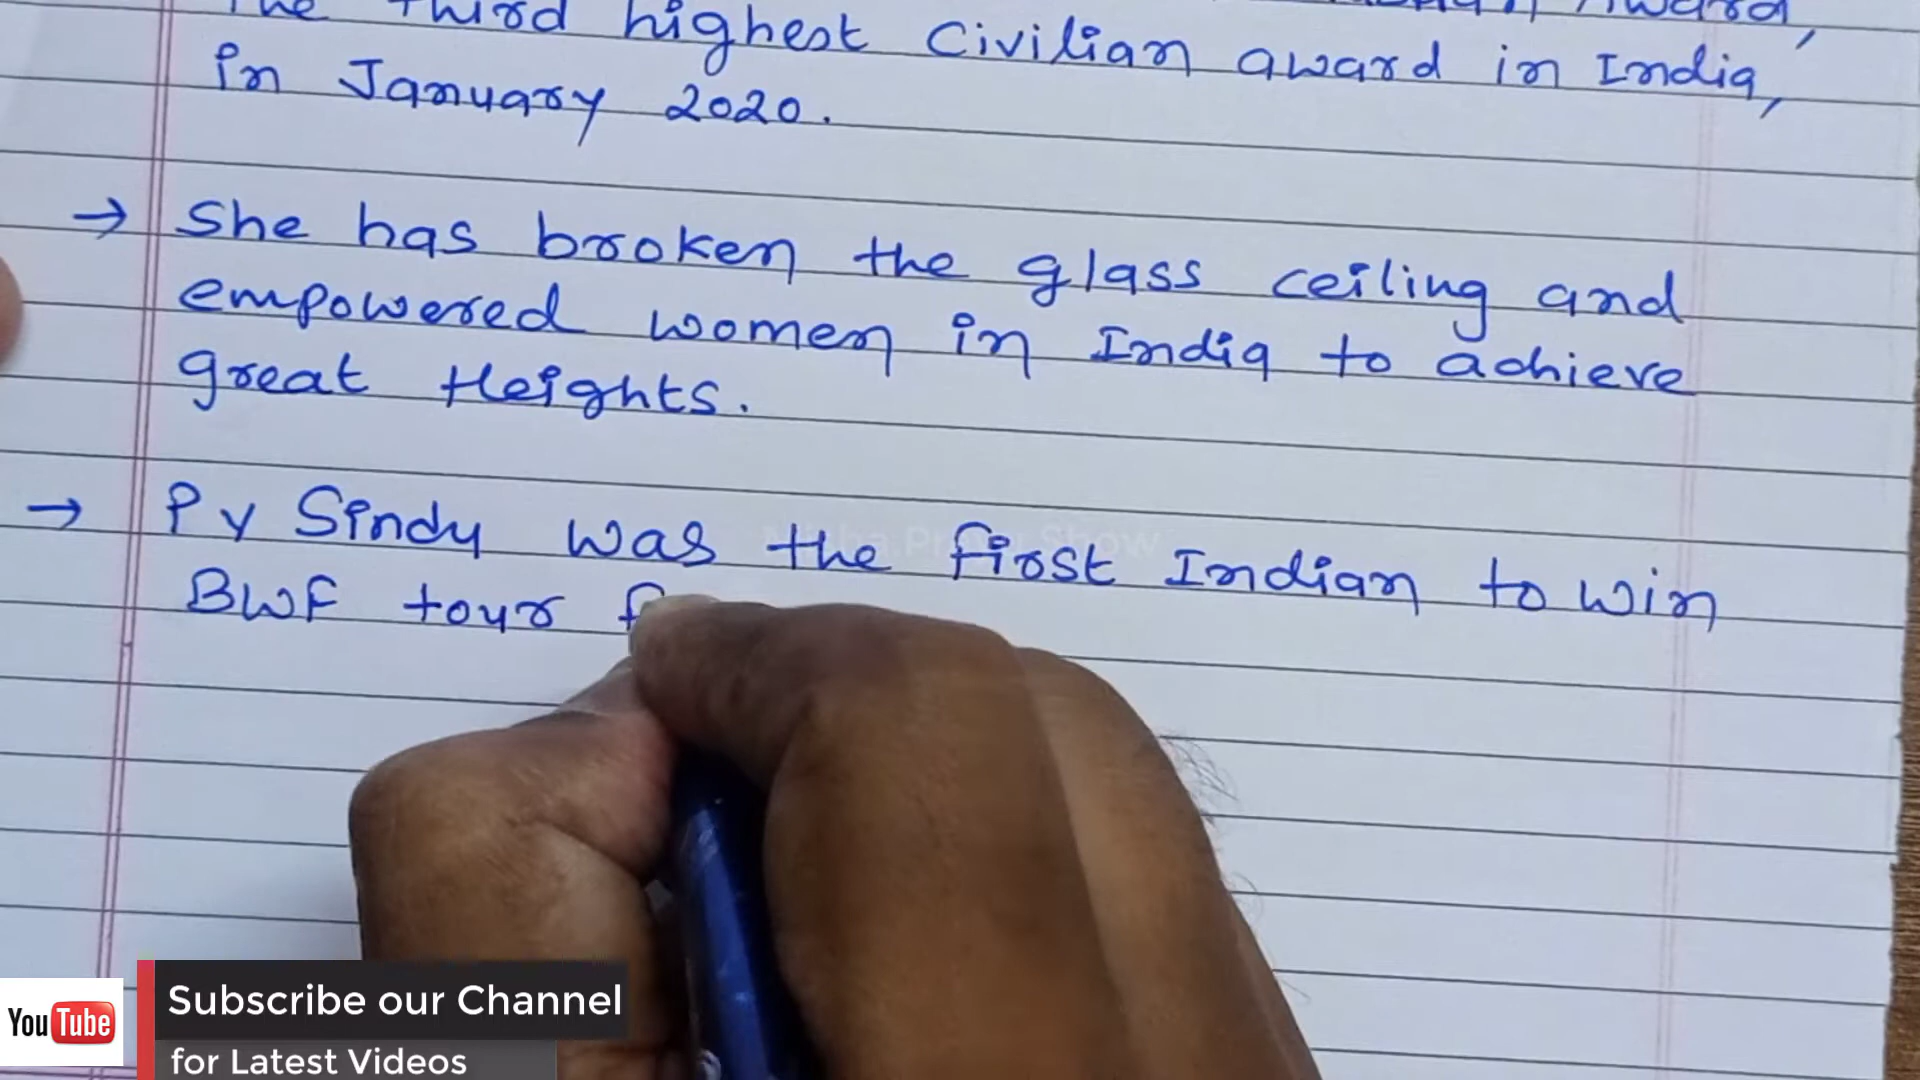 The third highest civilian award in India,
in January 2020.
→ She has broken the glass ceiling and
empowered women in India to achieve
great Heights.
→ PV Sindu was the first Indian to win
BWF tour
YouTube
Subscribe our Channel
for Latest Videos